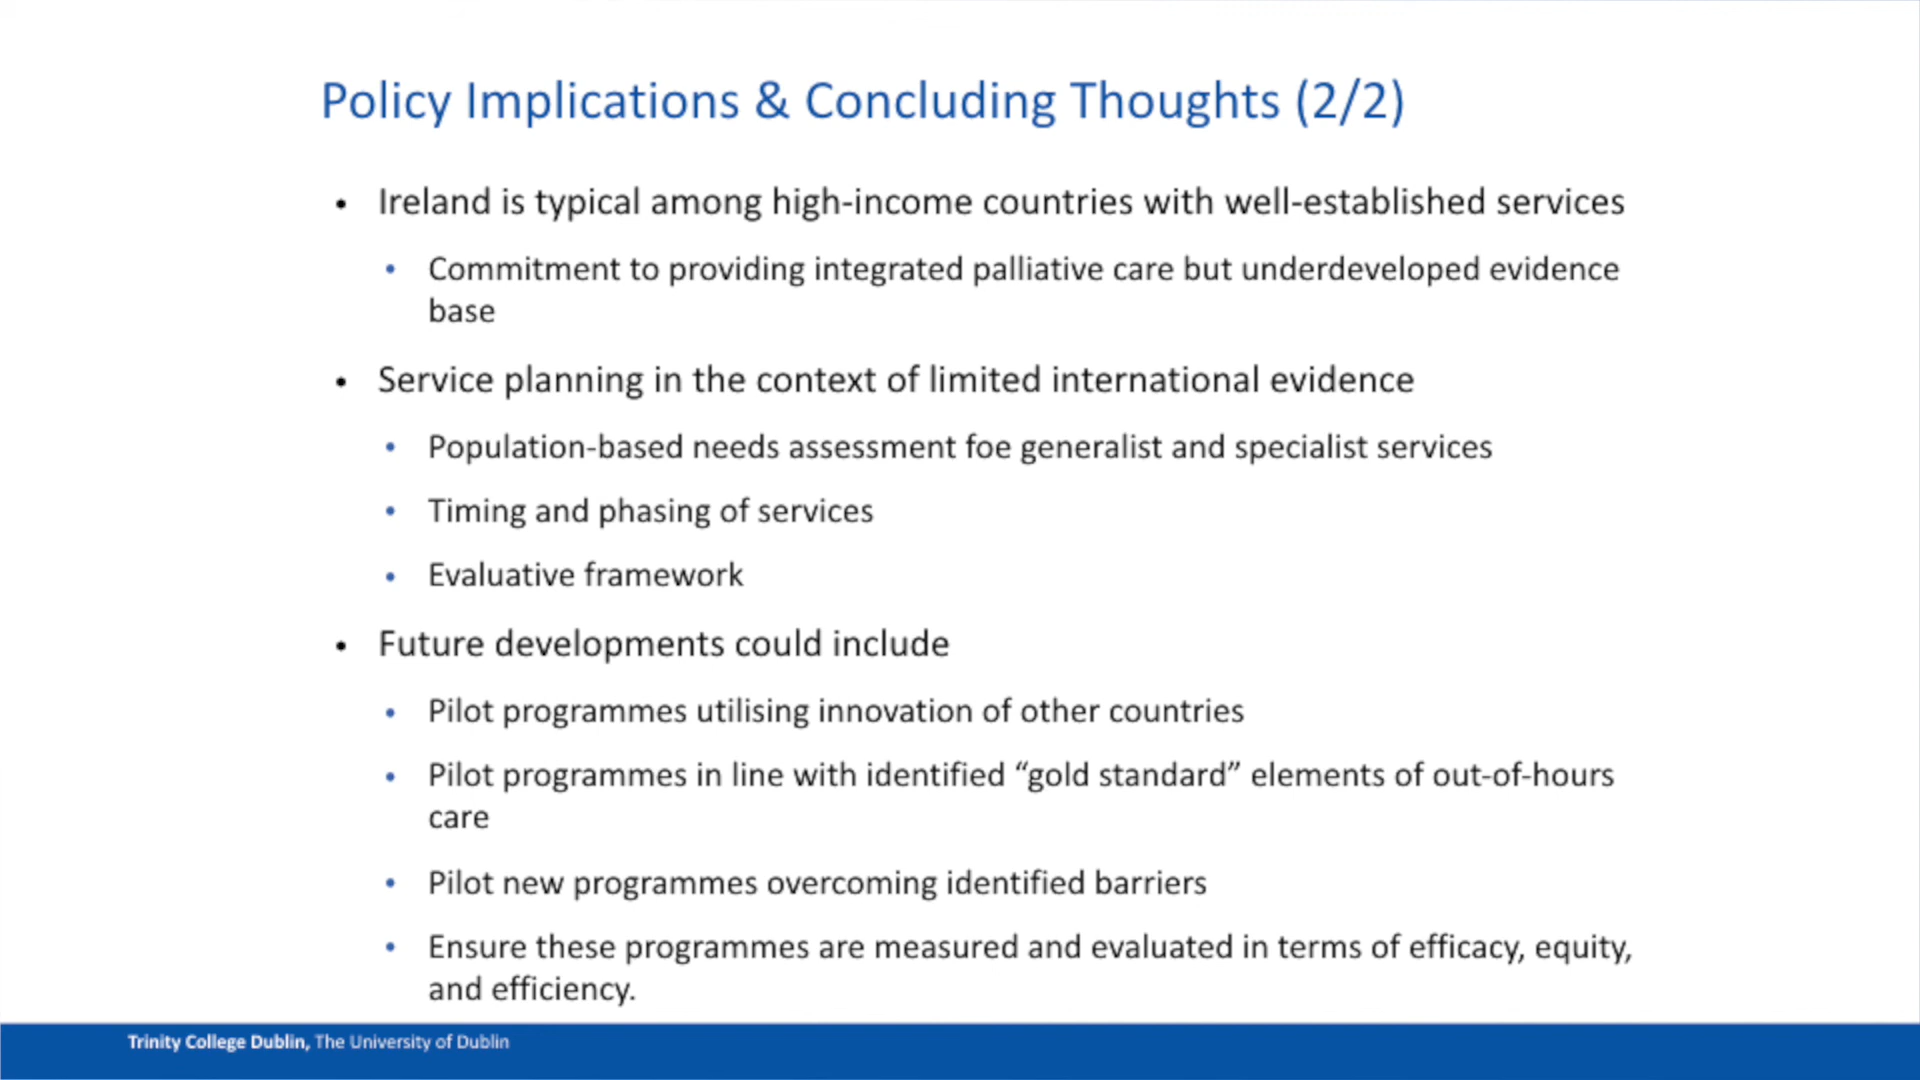 Policy Implications & Concluding Thoughts (2/2)
• Ireland is typical among high-income countries with well-established services
• Commitment to providing integrated palliative care but underdeveloped evidence
base
• Service planning in the context of limited international evidence
• Population-based needs assessment foe generalist and specialist services
• Timing and phasing of services
• Evaluative framework
• Future developments could include
• Pilot programmes utilising innovation of other countries
• Pilot programmes in line with identified “gold standard” elements of out-of-hours
care
• Pilot new programmes overcoming identified barriers
• Ensure these programmes are measured and evaluated in terms of efficacy, equity,
and efficiency.
Trinity College Dublin, The University of Dublin